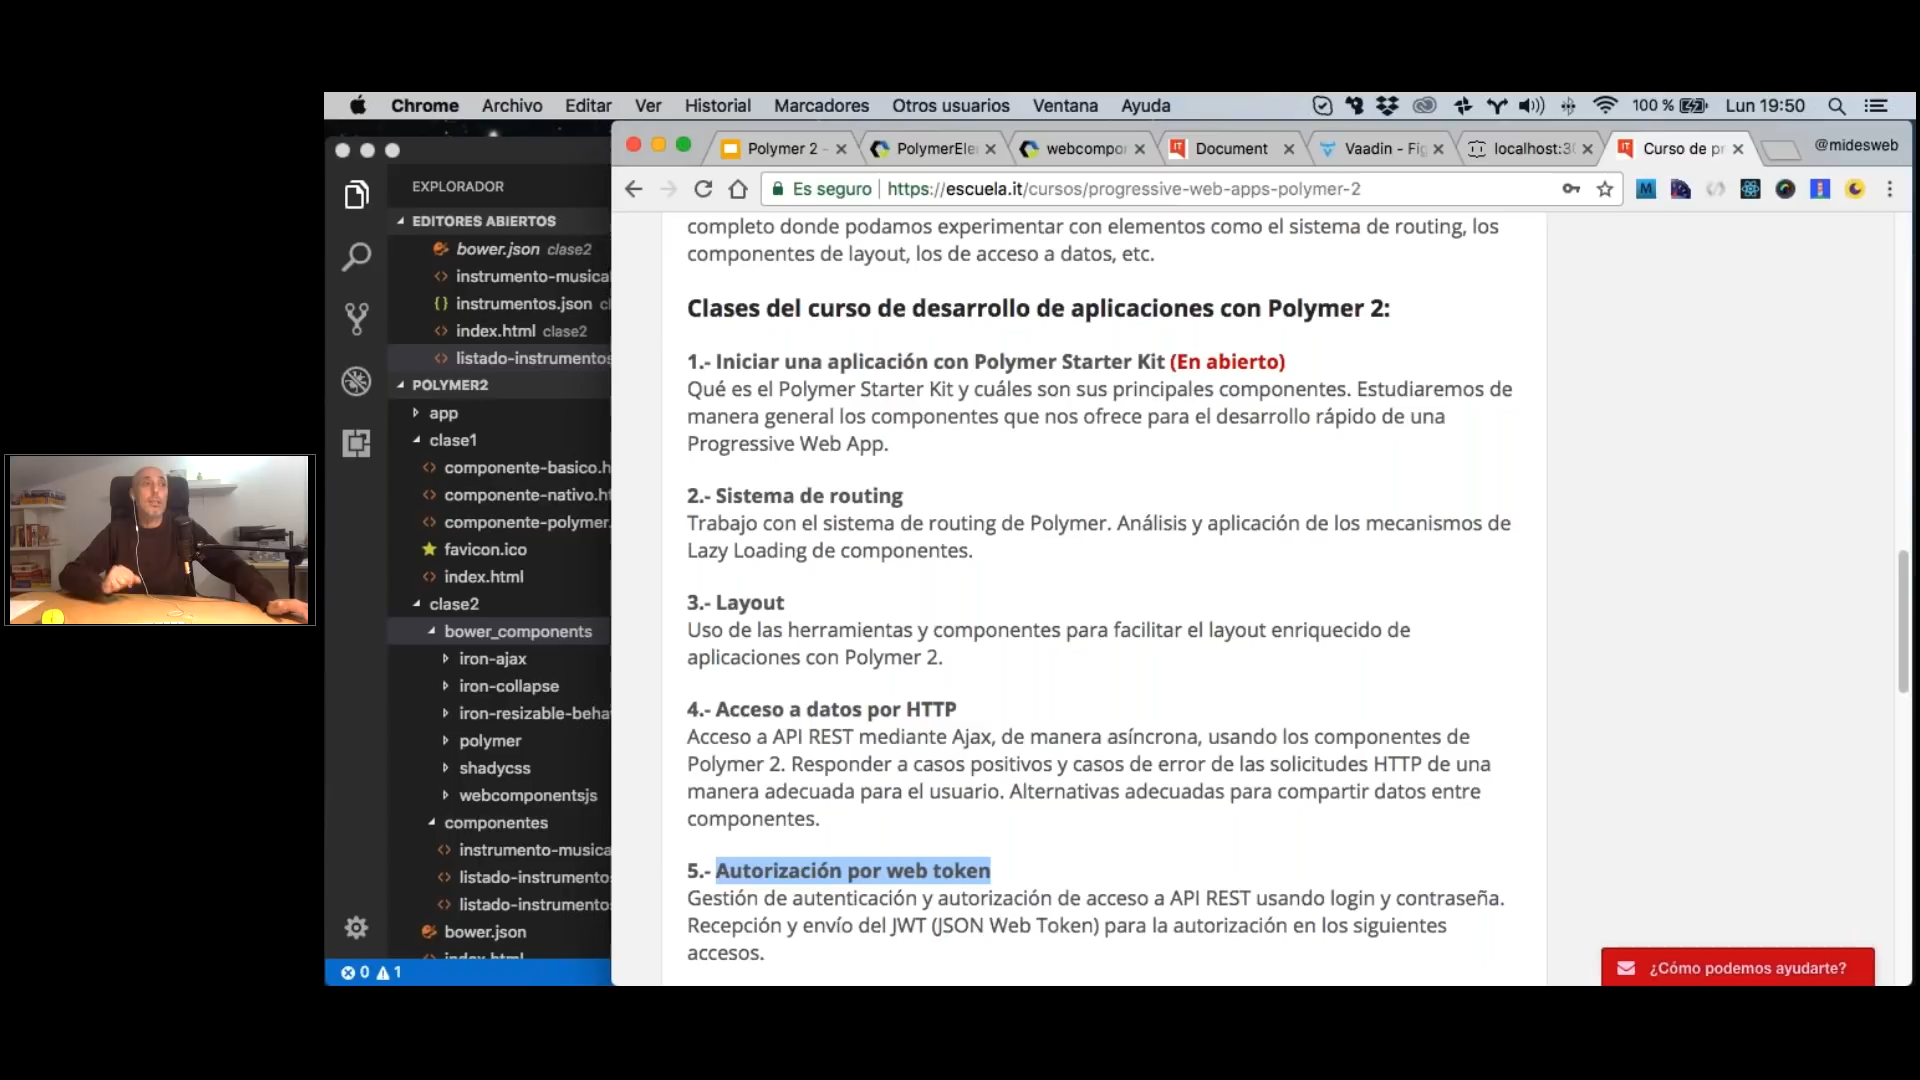 Chrome Archivo Editar Ver Historial Marcadores Otros usuarios Ventana Ayuda 100 % Lun 19:50
Polymer 2 - PolymerEle webcompo Document Vaadin - Fig localhost:30 Curso de pr @midesweb
Es seguro https://escuela.it/cursos/progressive-web-apps-polymer-2
EXPLORADOR
EDITORES ABIERTOS
bower.json clase2
instrumento-musica
instrumentos.json cl
index.html clase2
listado-instrumentos
POLYMER2
app
clase1
componente-basico.h
componente-nativo.ht
componente-polymer.
favicon.ico
index.html
clase2
bower_components
iron-ajax
iron-collapse
iron-resizable-beha
polymer
shadycss
webcomponentsjs
componentes
instrumento-musica
listado-instrumento
listado-instrumento
bower.json
index.html
0 1
completo donde podamos experimentar con elementos como el sistema de routing, los
componentes de layout, los de acceso a datos, etc.
Clases del curso de desarrollo de aplicaciones con Polymer 2:
1.- Iniciar una aplicación con Polymer Starter Kit (En abierto)
Qué es el Polymer Starter Kit y cuáles son sus principales componentes. Estudiaremos de
manera general los componentes que nos ofrece para el desarrollo rápido de una
Progressive Web App.
2.- Sistema de routing
Trabajo con el sistema de routing de Polymer. Análisis y aplicación de los mecanismos de
Lazy Loading de componentes.
3.- Layout
Uso de las herramientas y componentes para facilitar el layout enriquecido de
aplicaciones con Polymer 2.
4.- Acceso a datos por HTTP
Acceso a API REST mediante Ajax, de manera asíncrona, usando los componentes de
Polymer 2. Responder a casos positivos y casos de error de las solicitudes HTTP de una
manera adecuada para el usuario. Alternativas adecuadas para compartir datos entre
componentes.
5.- Autorización por web token
Gestión de autenticación y autorización de acceso a API REST usando login y contraseña.
Recepción y envío del JWT (JSON Web Token) para la autorización en los siguientes
accesos.
¿Cómo podemos ayudarte?